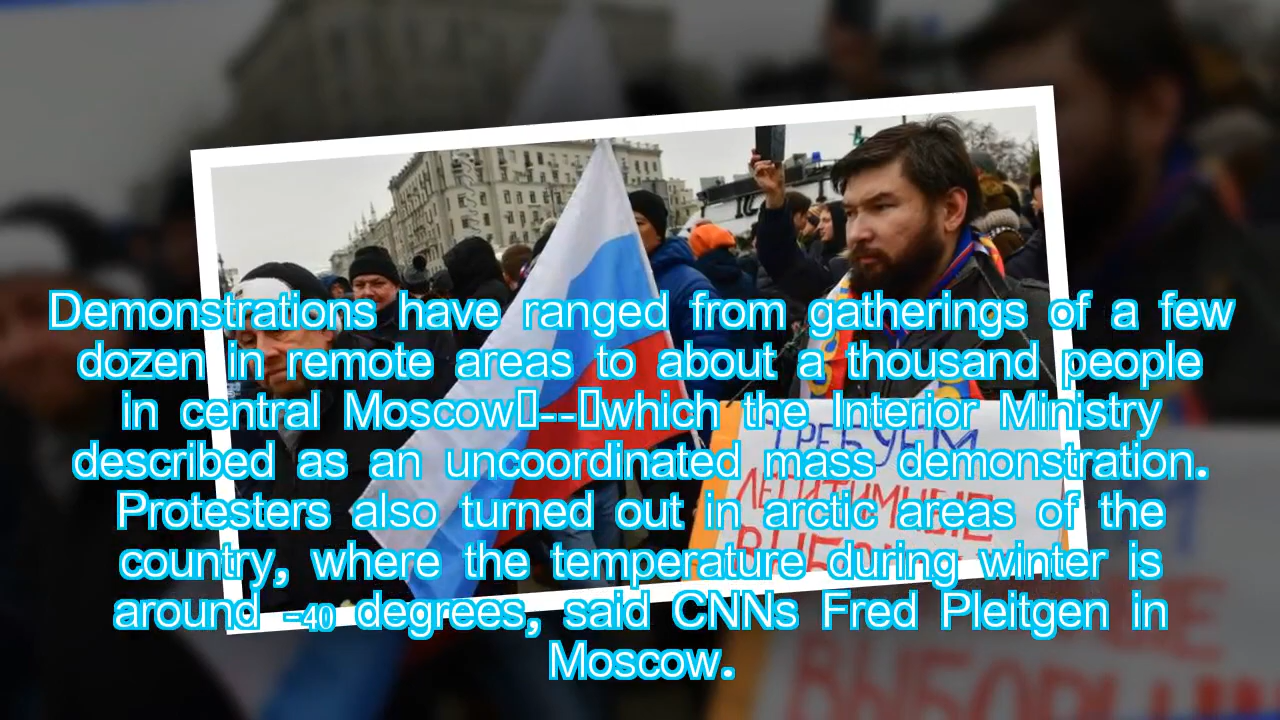 Demonstrations have ranged from gatherings of a few
dozen in remote areas to about a thousand people
in central Moscow▯--▯which the Interior Ministry
described as an uncoordinated mass demonstration.
Protesters also turned out in arctic areas of the
country, where the temperature during winter is
around -40 degrees, said CNNs Fred Pleitgen in
Moscow.
ТРЕБУЕМ
ЛЕГИТИМНЫЕ